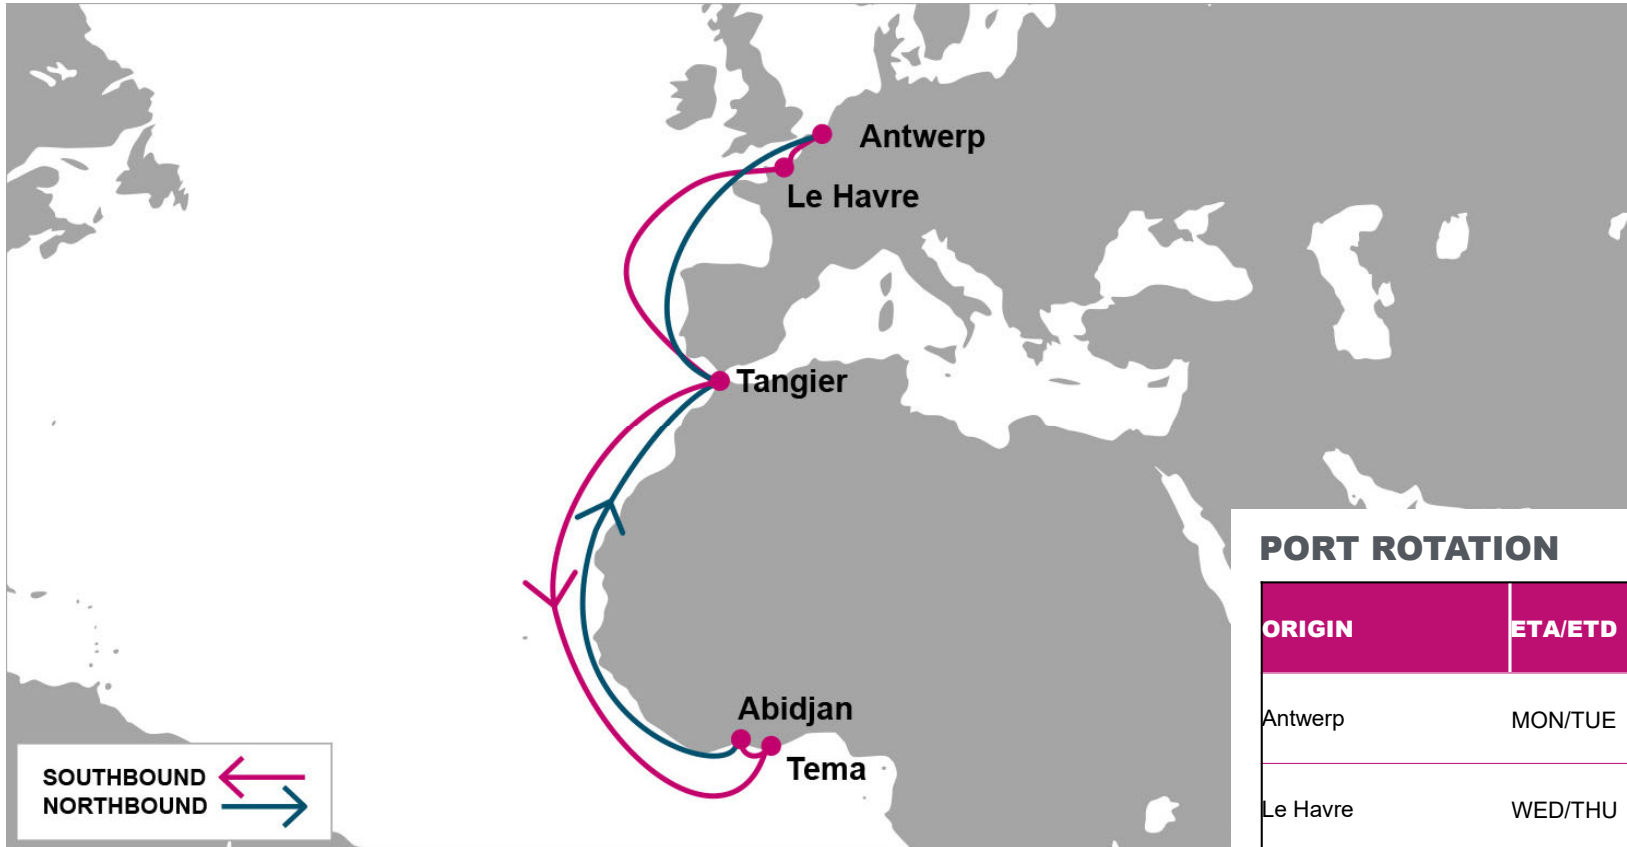 Antwerp
Le Havre
Tangier
Abidjan
Tema
SOUTHBOUND
NORTHBOUND
PORT ROTATION
ORIGIN ETA/ETD
Antwerp MON/TUE
Le Havre WED/THU